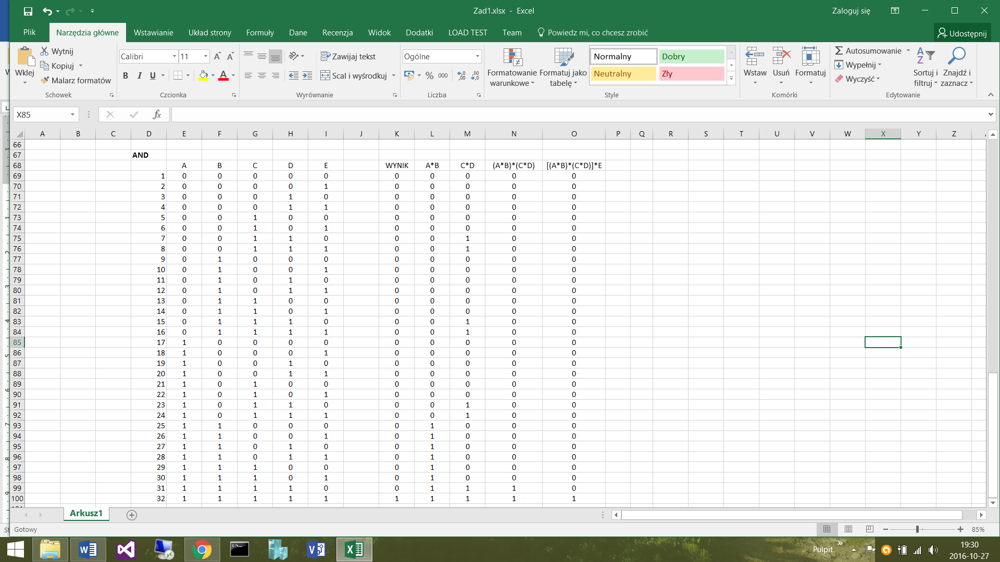 Zad1.xlsx - Excel
Zaloguj się
Plik Narzędzia główne Wstawianie Układ strony Formuły Dane Recenzja Widok Dodatki LOAD TEST Team Powiedz mi, co chcesz zrobić Udostępnij
Wklej
Wytnij
Kopiuj
Malarz formatów
Schowek
Calibri 11
B I U A
Czcionka
Zawijaj tekst
Scal i wyśrodkuj
Wyrównanie
Ogólne
% 000
Liczba
Formatowanie warunkowe
Formatuj jako tabelę
Normalny Dobry
Neutralny Zły
Style
Wstaw Usuń Formatuj
Komórki
Autosumowanie
Wypełnij
Wyczyść
Sortuj i filtruj
Znajdź i zaznacz
Edytowanie
X85 fx
A B C D E F G H I J K L M N O P Q R S T U V W X Y Z
66
67 AND
68 A B C D E WYNIK A*B C*D (A*B)*(C*D) [(A*B)*(C*D)]*E
69 1 0 0 0 0 0 0 0 0 0 0
70 2 0 0 0 0 1 0 0 0 0 0
71 3 0 0 0 1 0 0 0 0 0 0
72 4 0 0 0 1 1 0 0 0 0 0
73 5 0 0 1 0 0 0 0 0 0 0
74 6 0 0 1 0 1 0 0 0 0 0
75 7 0 0 1 1 0 0 0 1 0 0
76 8 0 0 1 1 1 0 0 1 0 0
77 9 0 1 0 0 0 0 0 0 0 0
78 10 0 1 0 0 1 0 0 0 0 0
79 11 0 1 0 1 0 0 0 0 0 0
80 12 0 1 0 1 1 0 0 0 0 0
81 13 0 1 1 0 0 0 0 0 0 0
82 14 0 1 1 0 1 0 0 0 0 0
83 15 0 1 1 1 0 0 0 1 0 0
84 16 0 1 1 1 1 0 0 1 0 0
85 17 1 0 0 0 0 0 0 0 0 0
86 18 1 0 0 0 1 0 0 0 0 0
87 19 1 0 0 1 0 0 0 0 0 0
88 20 1 0 0 1 1 0 0 0 0 0
89 21 1 0 1 0 0 0 0 0 0 0
90 22 1 0 1 0 1 0 0 0 0 0
91 23 1 0 1 1 0 0 0 1 0 0
92 24 1 0 1 1 1 0 0 1 0 0
93 25 1 1 0 0 0 0 1 0 0 0
94 26 1 1 0 0 1 0 1 0 0 0
95 27 1 1 0 1 0 0 1 0 0 0
96 28 1 1 0 1 1 0 1 0 0 0
97 29 1 1 1 0 0 0 1 0 0 0
98 30 1 1 1 0 1 0 1 0 0 0
99 31 1 1 1 1 0 0 1 1 1 0
100 32 1 1 1 1 1 1 1 1 1 1
Arkusz1
Gotowy
85%
Pulpit
19:30
2016-10-27